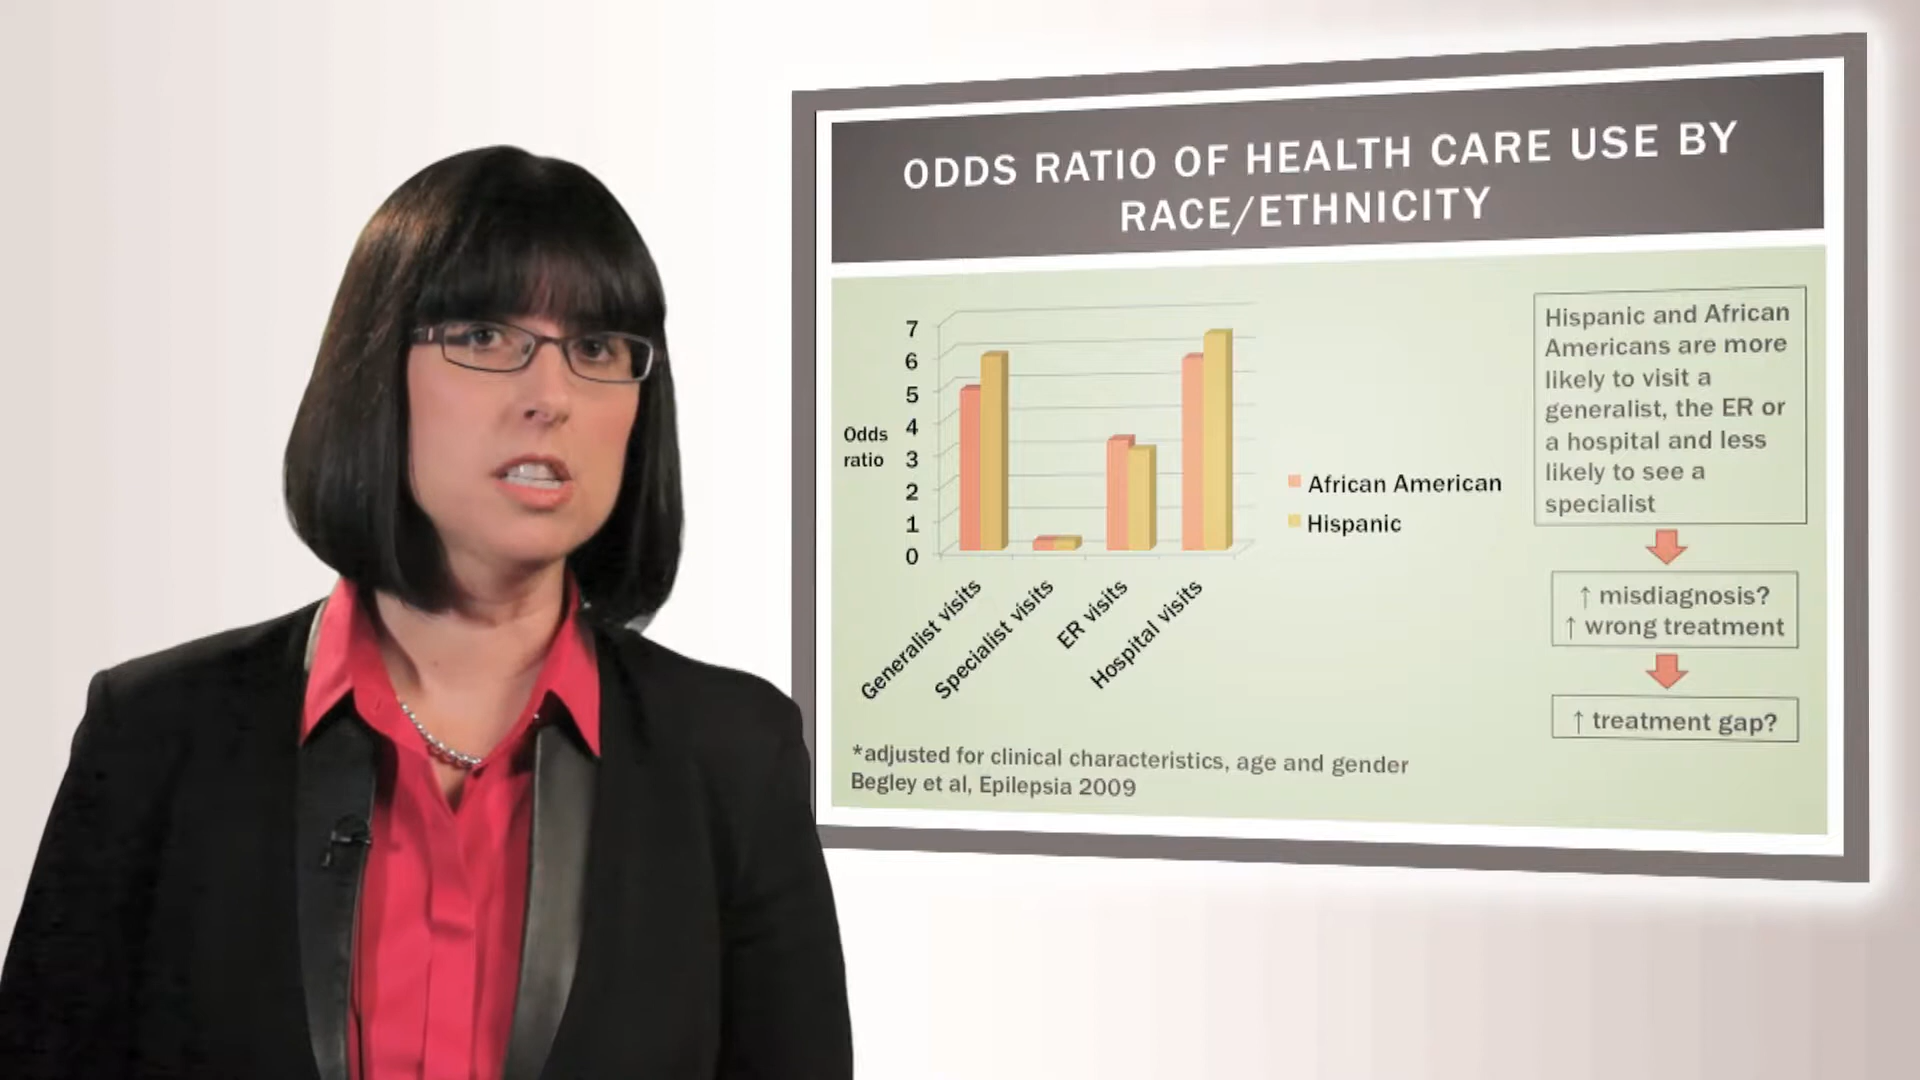 ODDS RATIO OF HEALTH CARE USE BY
RACE/ETHNICITY
7
6
5
4
3
2
1
0
Odds
ratio
Generalist visits
Specialist visits
ER visits
Hospital visits
African American
Hispanic
Hispanic and African
Americans are more
likely to visit a
generalist, the ER or
a hospital and less
likely to see a
specialist
↑ misdiagnosis?
↑ wrong treatment
↑ treatment gap?
*adjusted for clinical characteristics, age and gender
Begley et al, Epilepsia 2009